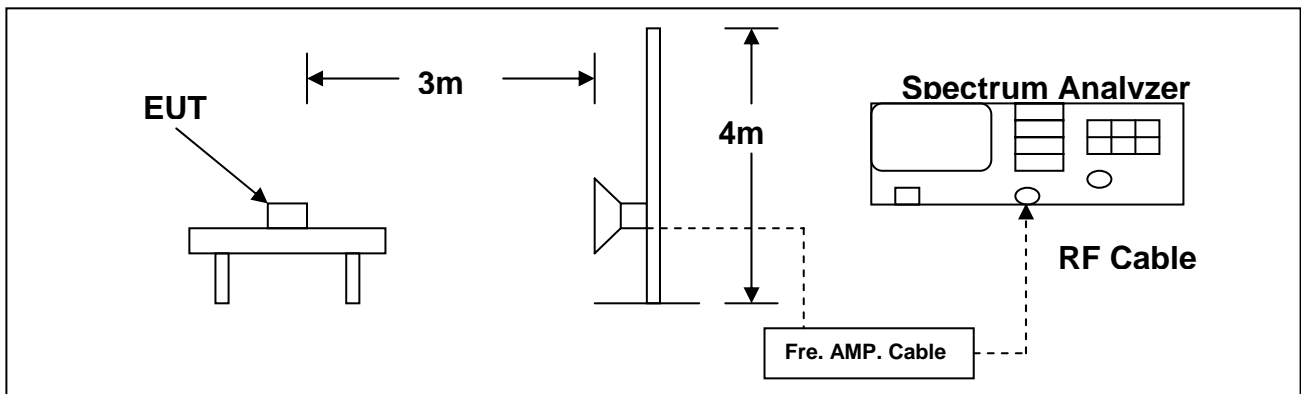 3m
Spectrum Analyzer
EUT
4m
RF Cable
Fre. AMP. Cable